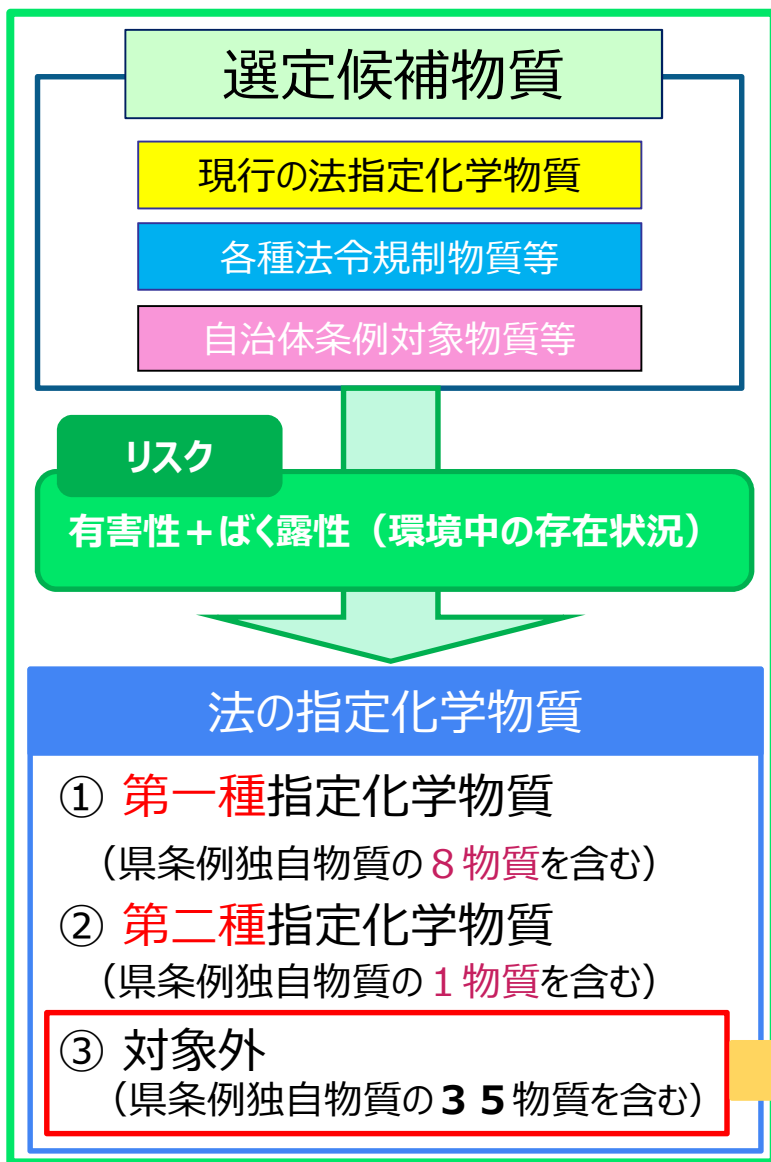 選定候補物質
現行の法指定化学物質
各種法令規制物質等
自治体条例対象物質等
リスク
有害性+ばく露性（環境中の存在状況）
法の指定化学物質
① 第一種指定化学物質
（県条例独自物質の８物質を含む）
② 第二種指定化学物質
（県条例独自物質の１物質を含む）
③ 対象外
（県条例独自物質の３５物質を含む）